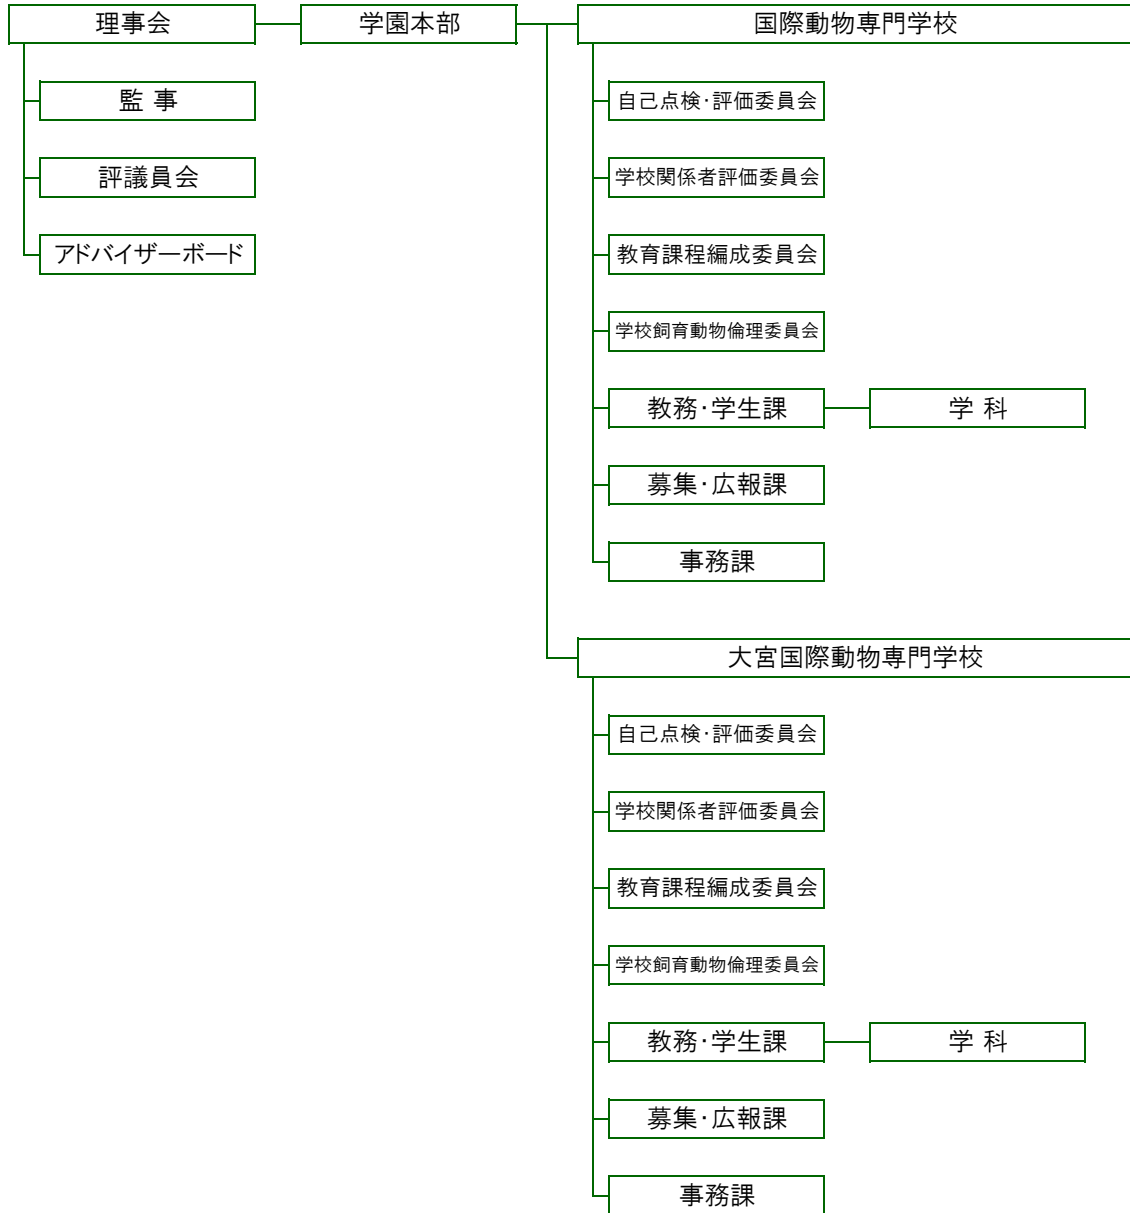 理事会
学園本部
国際動物専門学校
監 事
評議員会
アドバイザーボード
自己点検・評価委員会
学校関係者評価委員会
教育課程編成委員会
学校飼育動物倫理委員会
教務・学生課
学 科
募集・広報課
事務課
大宮国際動物専門学校
自己点検・評価委員会
学校関係者評価委員会
教育課程編成委員会
学校飼育動物倫理委員会
教務・学生課
学 科
募集・広報課
事務課